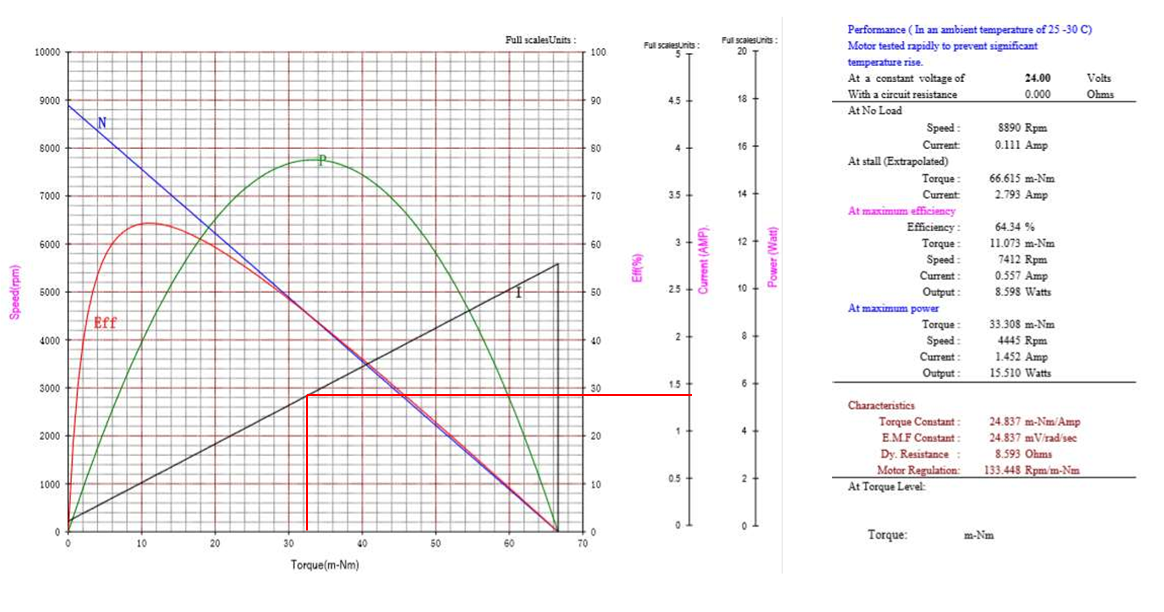 Full scalesUnits :
Full scalesUnits :
Full scalesUnits :
10000
9000
8000
7000
6000
5000
4000
3000
2000
1000
0
Speed(rpm)
N
P
Eff
I
0 10 20 30 40 50 60 70
Torque(m-Nm)
100
90
80
70
60
50
40
30
20
10
0
Eff(%)
5
4.5
4
3.5
3
2.5
2
1.5
1
0.5
0
Current (AMP).
20
18
16
14
12
10
8
6
4
2
0
Power (Watt)
Performance ( In an ambient temperature of 25 -30 C)
Motor tested rapidly to prevent significant
temperature rise.
At a constant voltage of 24.00 Volts
With a circuit resistance 0.000 Ohms
At No Load
Speed : 8890 Rpm
Current: 0.111 Amp
At stall (Extrapolated)
Torque : 66.615 m-Nm
Current: 2.793 Amp
At maximum efficiency
Efficiency : 64.34 %
Torque : 11.073 m-Nm
Speed : 7412 Rpm
Current : 0.557 Amp
Output : 8.598 Watts
At maximum power
Torque : 33.308 m-Nm
Speed : 4445 Rpm
Current : 1.452 Amp
Output : 15.510 Watts
Characteristics
Torque Constant : 24.837 m-Nm/Amp
E.M.F Constant : 24.837 mV/rad/sec
Dy. Resistance : 8.593 Ohms
Motor Regulation: 133.448 Rpm/m-Nm
At Torque Level:
Torque: m-Nm